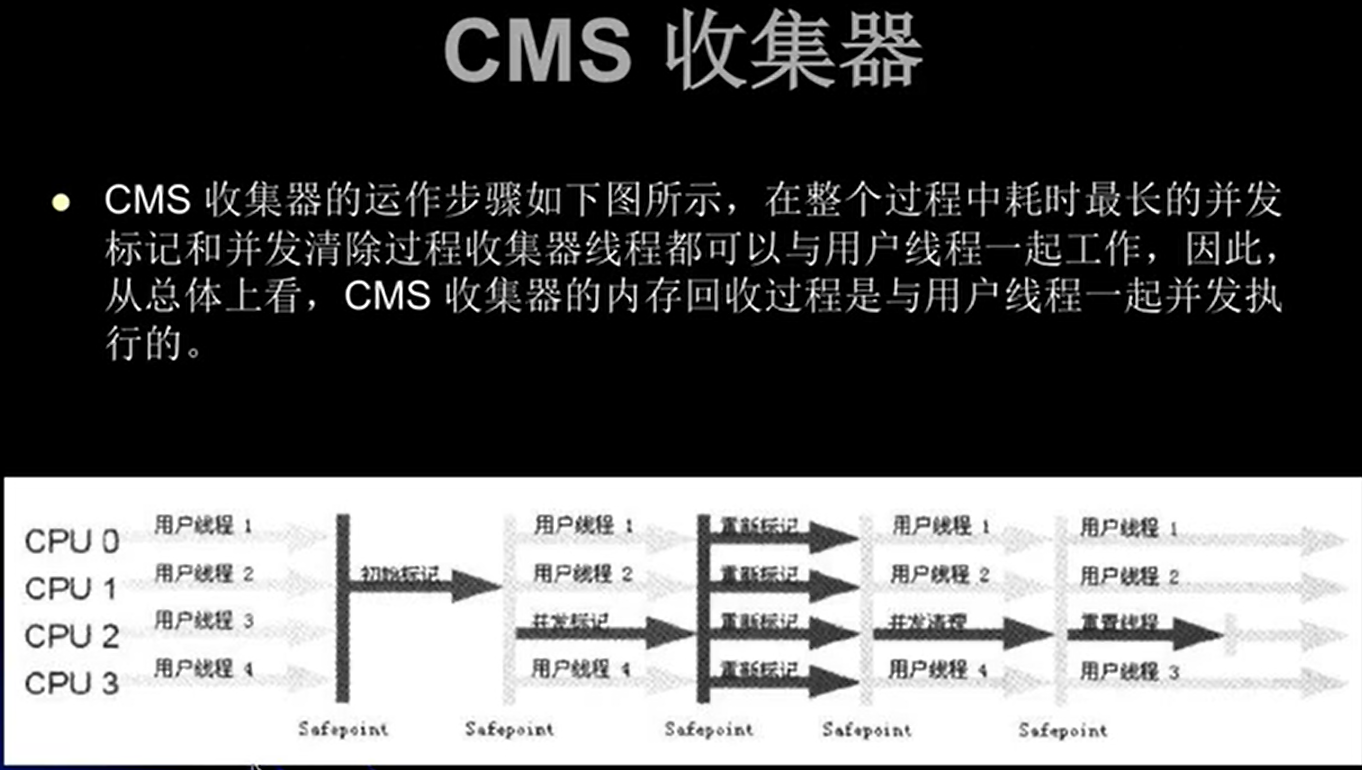 CMS 收集器
CMS 收集器的运作步骤如下图所示，在整个过程中耗时最长的并发
标记和并发清除过程收集器线程都可以与用户线程一起工作，因此，
从总体上看，CMS 收集器的内存回收过程是与用户线程一起并发执
行的。
CPU 0 用户线程 1 用户线程 1 重新标记 用户线程 1 用户线程 1
CPU 1 用户线程 2 初始标记 用户线程 2 重新标记 用户线程 2 用户线程 2
CPU 2 用户线程 3 并发标记 重新标记 并发清理 重置线程
CPU 3 用户线程 4 用户线程 4 重新标记 用户线程 4 用户线程 3
Safepoint Safepoint Safepoint Safepoint Safepoint